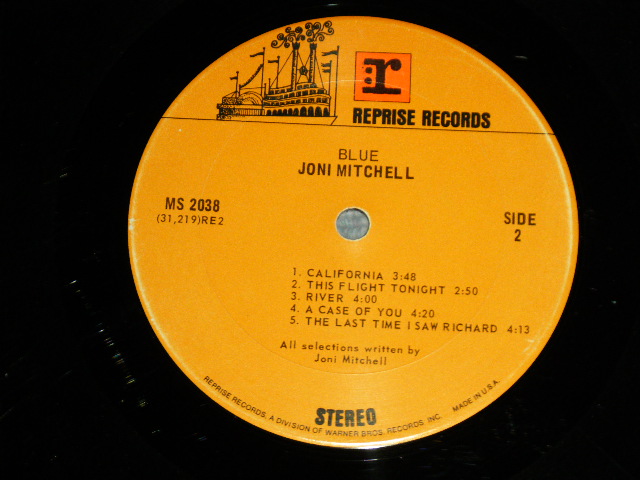 r:
REPRISE RECORDS
BLUE
JONI MITCHELL
MS 2038
(31,219)RE2
SIDE
2
1. CALIFORNIA 3:48
2. THIS FLIGHT TONIGHT 2:50
3. RIVER 4:00
4. A CASE OF YOU 4:20
5. THE LAST TIME I SAW RICHARD 4:13
All selections written by
Joni Mitchell
STEREO
REPRISE RECORDS, A DIVISION OF WARNER BROS. RECORDS, INC. MADE IN U.S.A.